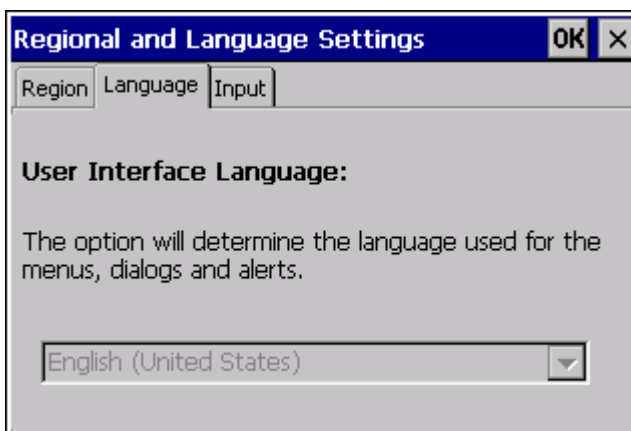 Regional and Language Settings OK ×
Region Language Input
User Interface Language:
The option will determine the language used for the
menus, dialogs and alerts.
English (United States)